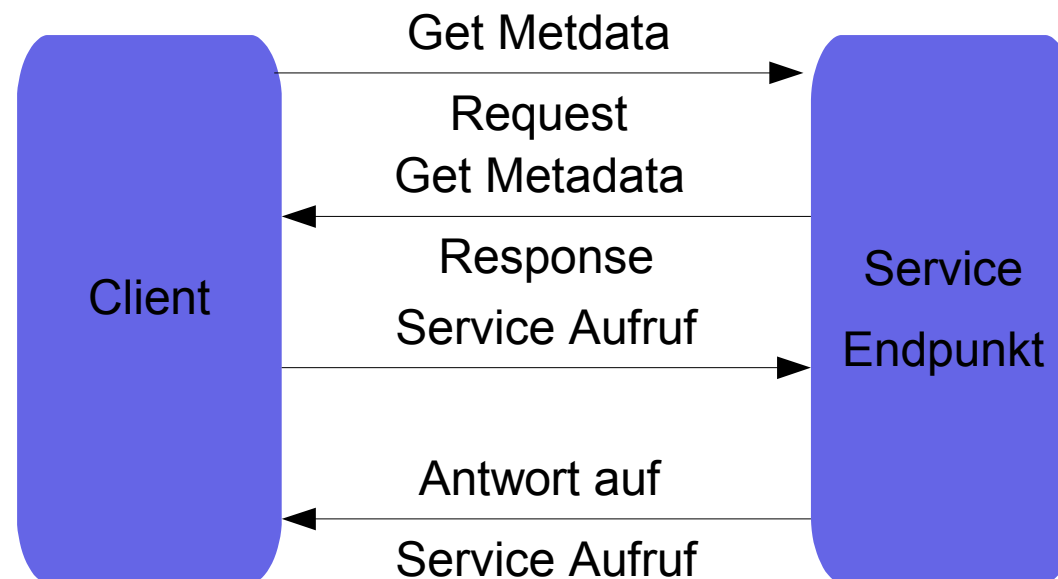 Get Metdata
Request
Get Metadata
Response
Service Aufruf
Antwort auf
Service Aufruf
Client
Service
Endpunkt